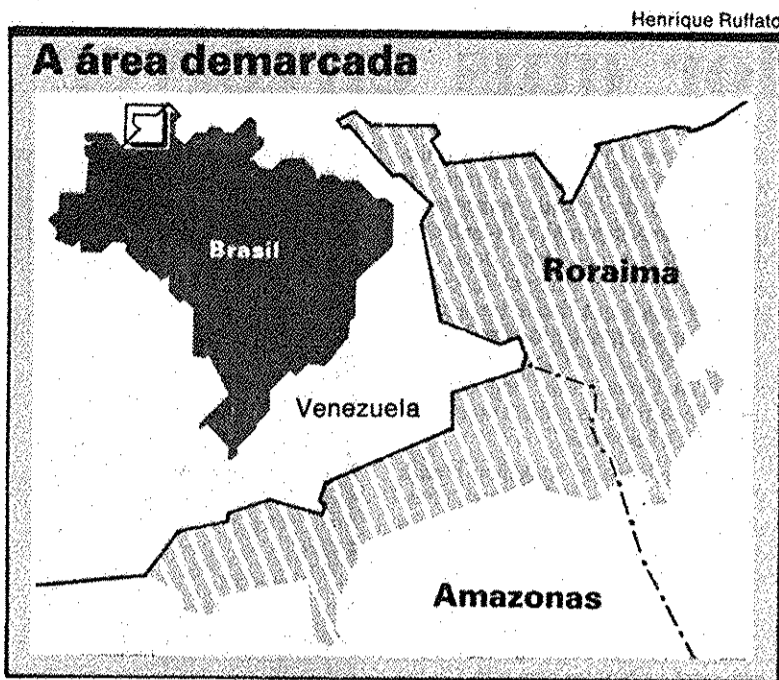 Henrique Ruffato
A área demarcada
Brasil
Roraima
Venezuela
Amazonas